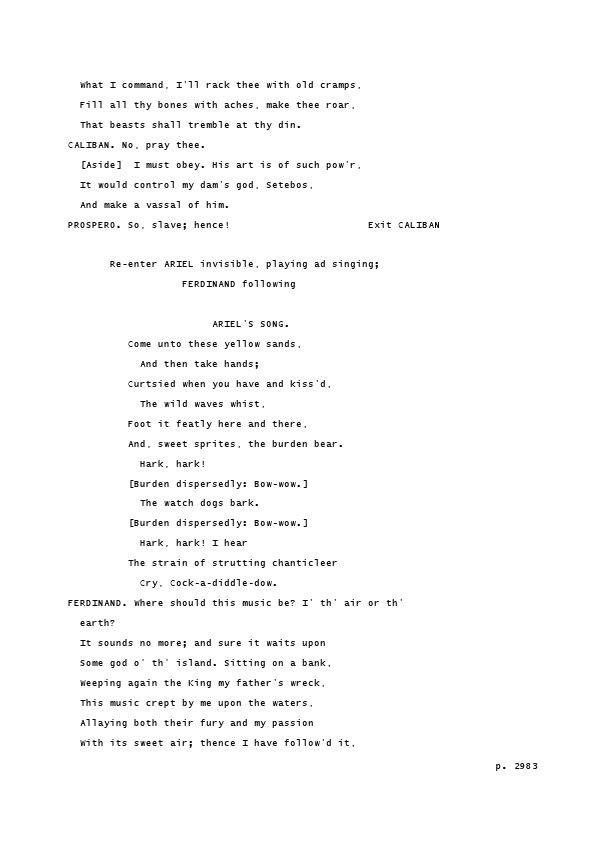 What I command, I'll rack thee with old cramps,
Fill all thy bones with aches, make thee roar,
That beasts shall tremble at thy din.
CALIBAN. No, pray thee.
[Aside]  I must obey. His art is of such pow'r,
It would control my dam's god, Setebos,
And make a vassal of him.
PROSPERO. So, slave; hence! Exit CALIBAN
Re-enter ARIEL invisible, playing ad singing;
FERDINAND following
ARIEL'S SONG.
Come unto these yellow sands,
And then take hands;
Curtsied when you have and kiss'd,
The wild waves whist,
Foot it featly here and there,
And, sweet sprites, the burden bear.
Hark, hark!
[Burden dispersedly: Bow-wow.]
The watch dogs bark.
[Burden dispersedly: Bow-wow.]
Hark, hark! I hear
The strain of strutting chanticleer
Cry, Cock-a-diddle-dow.
FERDINAND. Where should this music be? I' th' air or th'
earth?
It sounds no more; and sure it waits upon
Some god o' th' island. Sitting on a bank,
Weeping again the King my father's wreck,
This music crept by me upon the waters,
Allaying both their fury and my passion
With its sweet air; thence I have follow'd it,
p. 2983